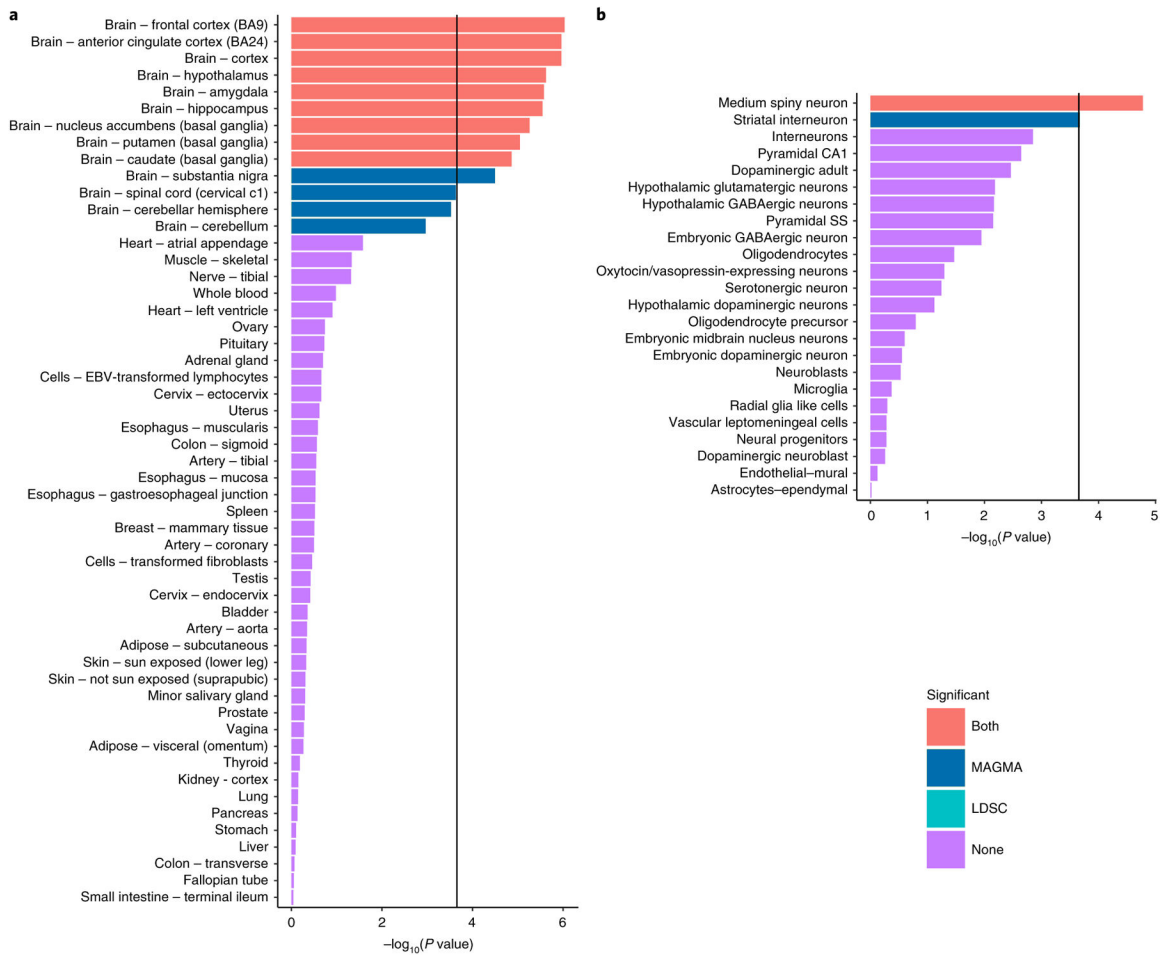 a
Brain – frontal cortex (BA9)
Brain – anterior cingulate cortex (BA24)
Brain – cortex
Brain – hypothalamus
Brain – amygdala
Brain – hippocampus
Brain – nucleus accumbens (basal ganglia)
Brain – putamen (basal ganglia)
Brain – caudate (basal ganglia)
Brain – substantia nigra
Brain – spinal cord (cervical c1)
Brain – cerebellar hemisphere
Brain – cerebellum
Heart – atrial appendage
Muscle – skeletal
Nerve – tibial
Whole blood
Heart – left ventricle
Ovary
Pituitary
Adrenal gland
Cells – EBV-transformed lymphocytes
Cervix – ectocervix
Uterus
Esophagus – muscularis
Colon – sigmoid
Artery – tibial
Esophagus – mucosa
Esophagus – gastroesophageal junction
Spleen
Breast – mammary tissue
Artery – coronary
Cells – transformed fibroblasts
Testis
Cervix – endocervix
Bladder
Artery – aorta
Adipose – subcutaneous
Skin – sun exposed (lower leg)
Skin – not sun exposed (suprapubic)
Minor salivary gland
Prostate
Vagina
Adipose – visceral (omentum)
Thyroid
Kidney - cortex
Lung
Pancreas
Stomach
Liver
Colon – transverse
Fallopian tube
Small intestine – terminal ileum
0 2 4 6
–log10(P value)
b
Medium spiny neuron
Striatal interneuron
Interneurons
Pyramidal CA1
Dopaminergic adult
Hypothalamic glutamatergic neurons
Hypothalamic GABAergic neurons
Pyramidal SS
Embryonic GABAergic neuron
Oligodendrocytes
Oxytocin/vasopressin-expressing neurons
Serotonergic neuron
Hypothalamic dopaminergic neurons
Oligodendrocyte precursor
Embryonic midbrain nucleus neurons
Embryonic dopaminergic neuron
Neuroblasts
Microglia
Radial glia like cells
Vascular leptomeningeal cells
Neural progenitors
Dopaminergic neuroblast
Endothelial–mural
Astrocytes–ependymal
0 1 2 3 4 5
–log10(P value)
Significant
Both
MAGMA
LDSC
None